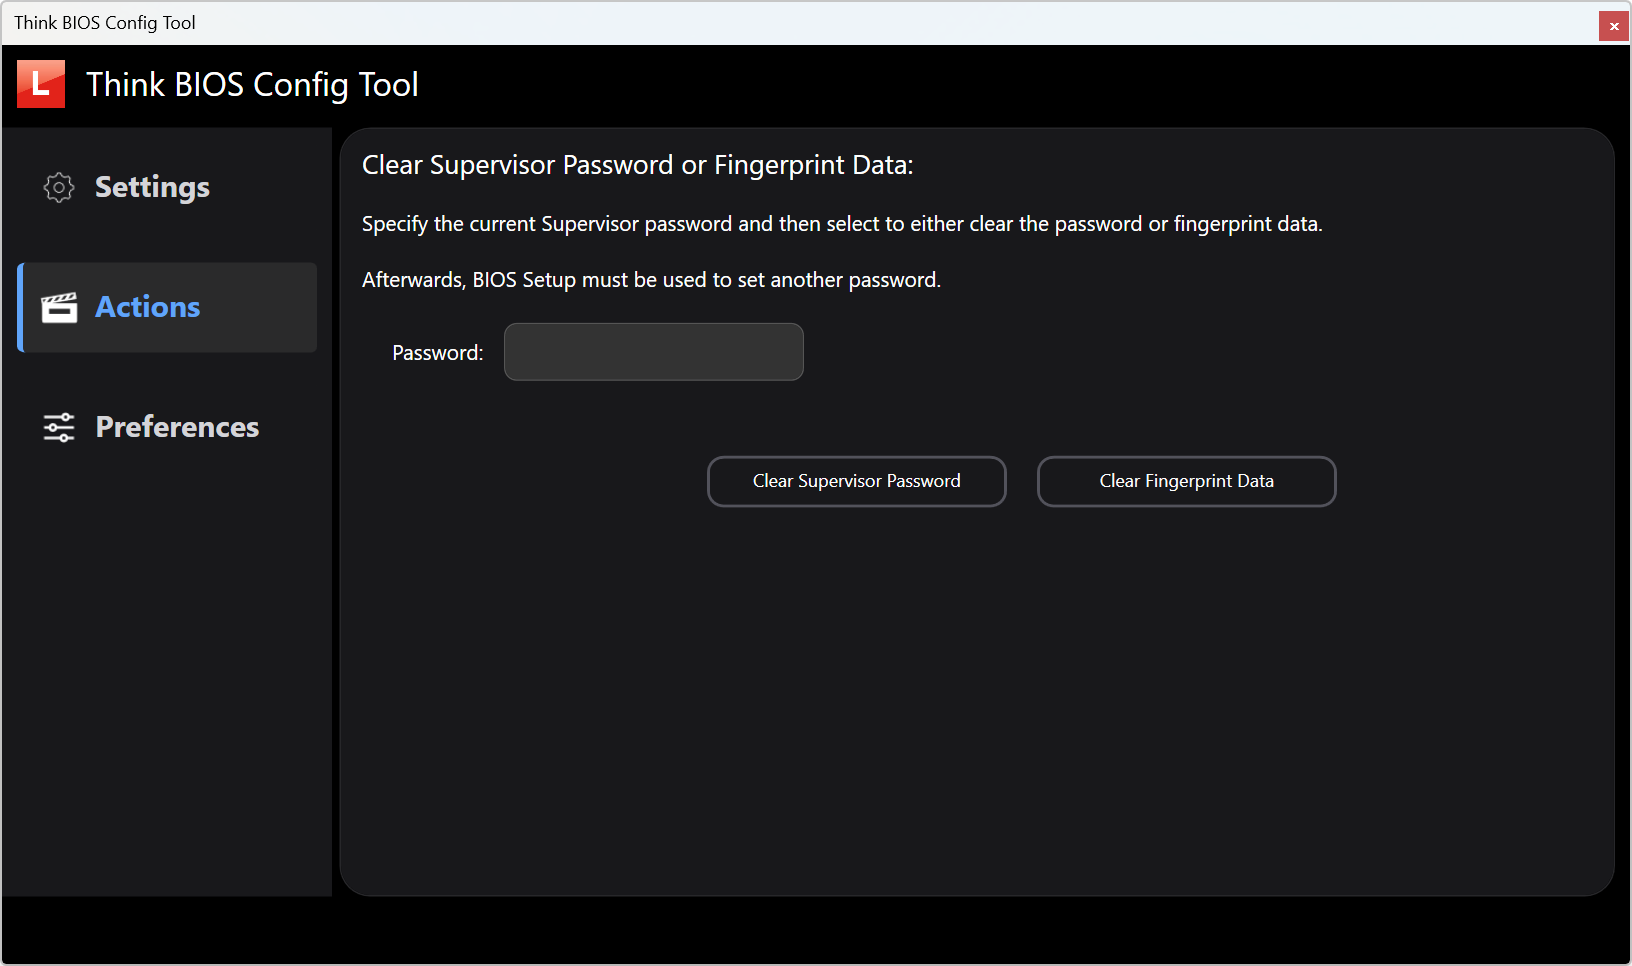 Think BIOS Config Tool
x
L Think BIOS Config Tool
Settings
Actions
Preferences
Clear Supervisor Password or Fingerprint Data:
Specify the current Supervisor password and then select to either clear the password or fingerprint data.
Afterwards, BIOS Setup must be used to set another password.
Password:
Clear Supervisor Password
Clear Fingerprint Data